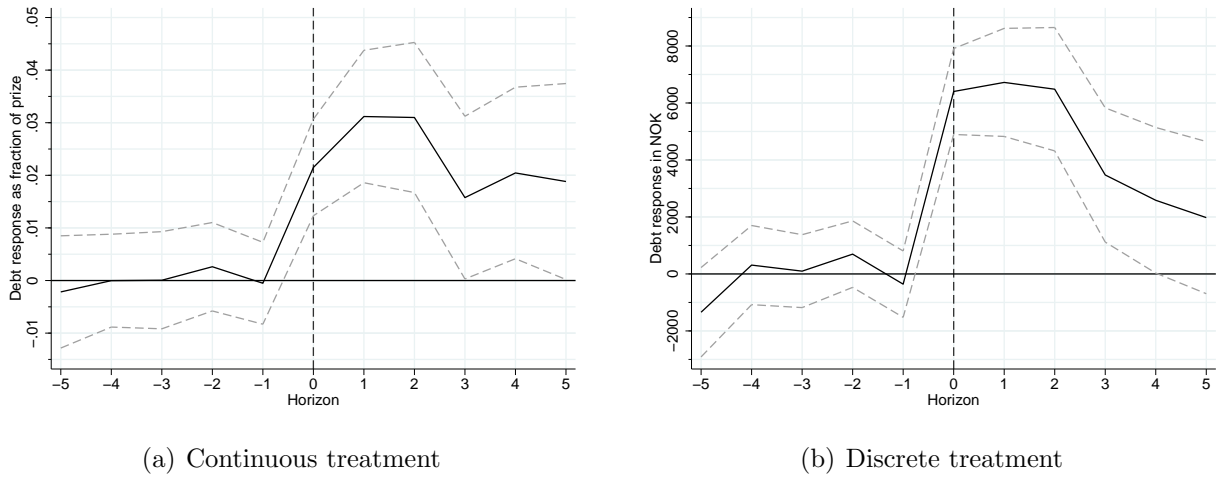 .05
.04
.03
.02
.01
0
−.01
Debt response as fraction of prize
−5 −4 −3 −2 −1 0 1 2 3 4 5
Horizon
(a) Continuous treatment
8000
6000
4000
2000
0
−2000
Debt response in NOK
−5 −4 −3 −2 −1 0 1 2 3 4 5
Horizon
(b) Discrete treatment